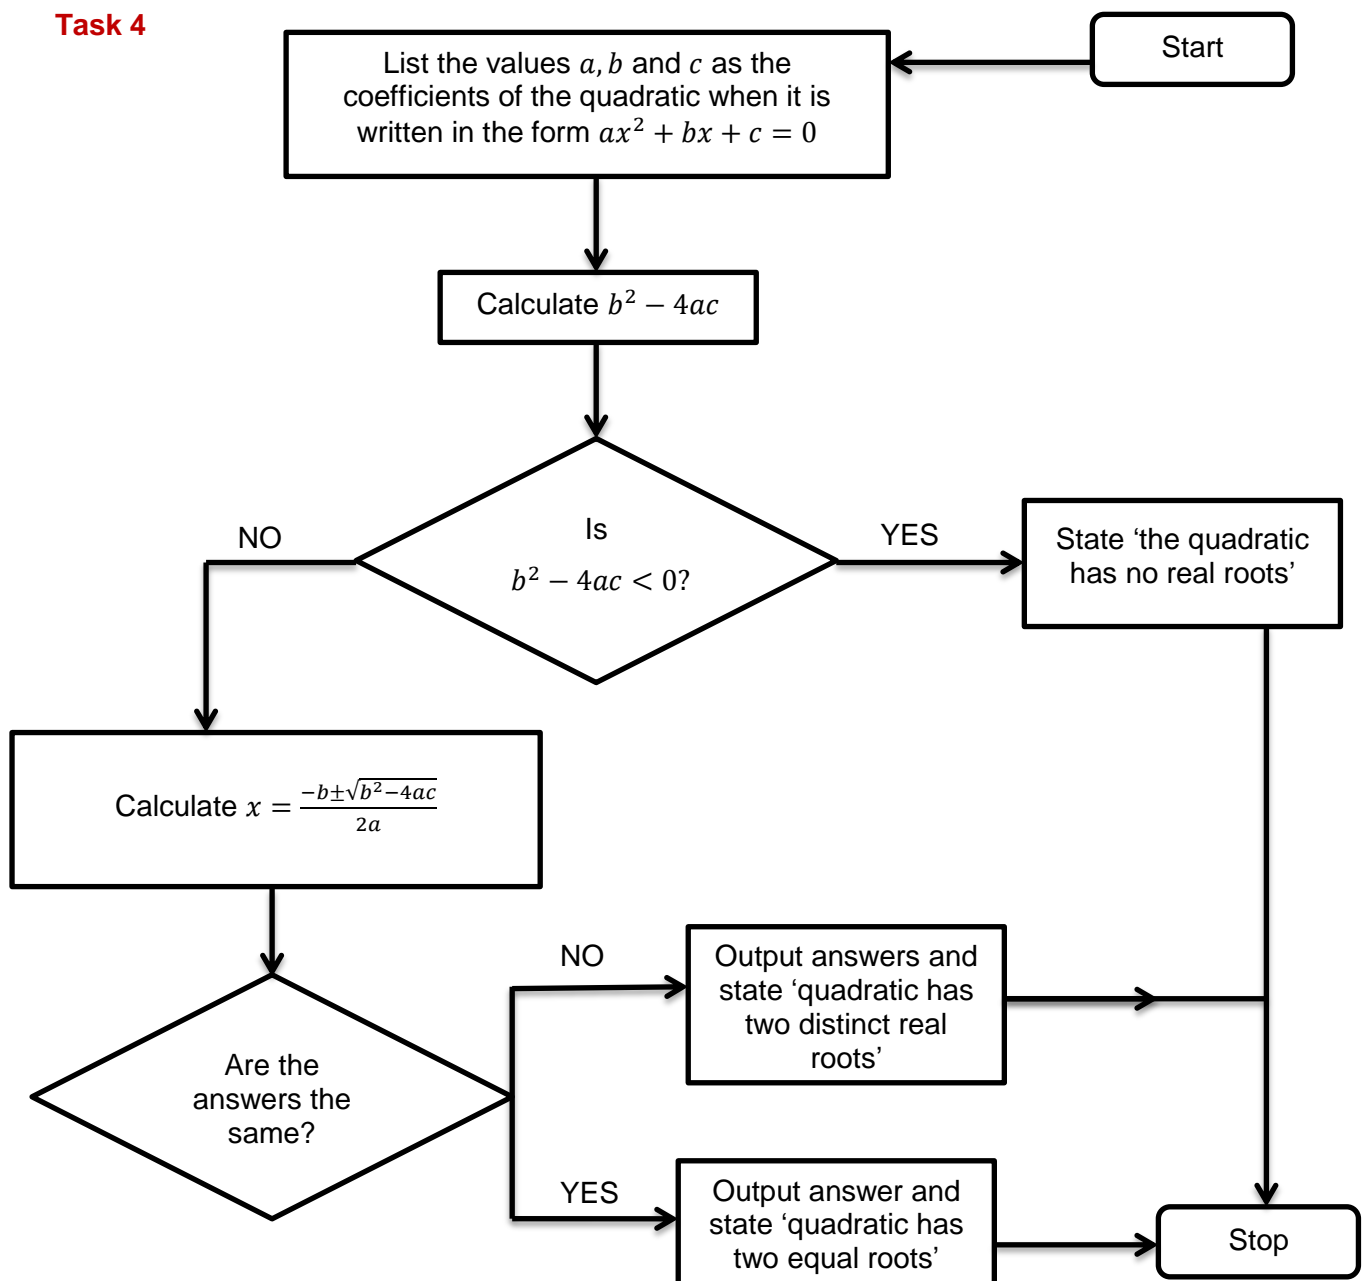 Task 4
Start
List the values 𝑎, 𝑏 and 𝑐 as the
coefficients of the quadratic when it is
written in the form 𝑎𝑥² + 𝑏𝑥 + 𝑐 = 0
Calculate 𝑏² − 4𝑎𝑐
Is
𝑏² − 4𝑎𝑐 < 0?
NO
YES
State ‘the quadratic
has no real roots’
Calculate 𝑥 = (−𝑏±√(𝑏²−4𝑎𝑐))/2𝑎
Are the
answers the
same?
NO
Output answers and
state ‘quadratic has
two distinct real
roots’
YES
Output answer and
state ‘quadratic has
two equal roots’
Stop